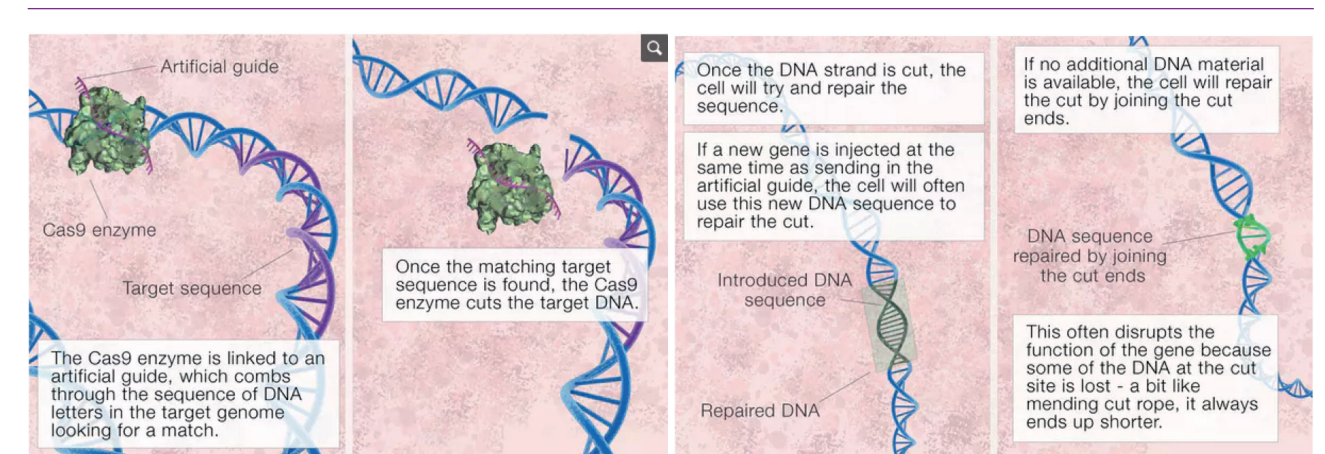 Artificial guide
Cas9 enzyme
Target sequence
The Cas9 enzyme is linked to an
artificial guide, which combs
through the sequence of DNA
letters in the target genome
looking for a match.
Once the matching target
sequence is found, the Cas9
enzyme cuts the target DNA.
Once the DNA strand is cut, the
cell will try and repair the
sequence.
If a new gene is injected at the
same time as sending in the
artificial guide, the cell will often
use this new DNA sequence to
repair the cut.
Introduced DNA
sequence
Repaired DNA
If no additional DNA material
is available, the cell will repair
the cut by joining the cut
ends.
DNA sequence
repaired by joining
the cut ends
This often disrupts the
function of the gene because
some of the DNA at the cut
site is lost - a bit like
mending cut rope, it always
ends up shorter.